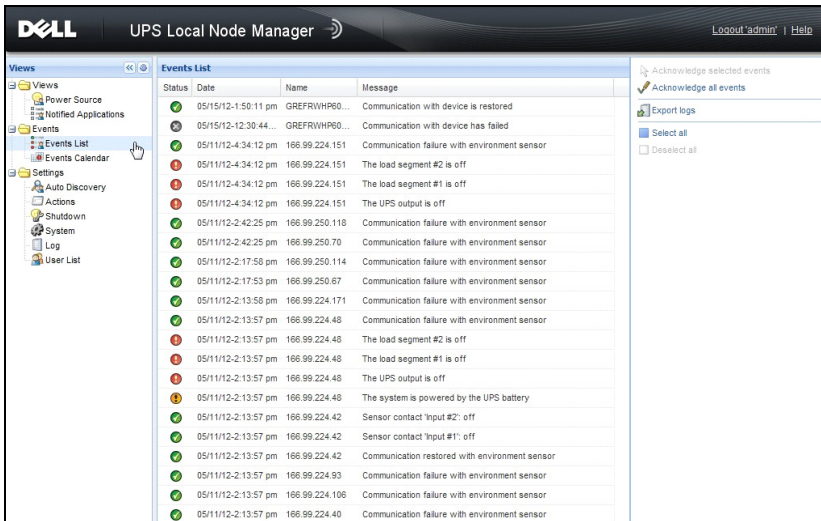 DELL UPS Local Node Manager Logout 'admin' | Help
Views
Views
Power Source
Notified Applications
Events
Events List
Events Calendar
Settings
Auto Discovery
Actions
Shutdown
System
Log
User List
Events List
Status Date Name Message
05/15/12-1:50:11 pm GREFRWHP60... Communication with device is restored
05/15/12-12:30:44... GREFRWHP60... Communication with device has failed
05/11/12-4:34:12 pm 166.99.224.151 Communication failure with environment sensor
05/11/12-4:34:12 pm 166.99.224.151 The load segment #2 is off
05/11/12-4:34:12 pm 166.99.224.151 The load segment #1 is off
05/11/12-4:34:12 pm 166.99.224.151 The UPS output is off
05/11/12-2:42:25 pm 166.99.250.118 Communication failure with environment sensor
05/11/12-2:42:25 pm 166.99.250.70 Communication failure with environment sensor
05/11/12-2:17:58 pm 166.99.250.114 Communication failure with environment sensor
05/11/12-2:17:53 pm 166.99.250.67 Communication failure with environment sensor
05/11/12-2:13:58 pm 166.99.224.171 Communication failure with environment sensor
05/11/12-2:13:57 pm 166.99.224.48 Communication failure with environment sensor
05/11/12-2:13:57 pm 166.99.224.48 The load segment #2 is off
05/11/12-2:13:57 pm 166.99.224.48 The load segment #1 is off
05/11/12-2:13:57 pm 166.99.224.48 The UPS output is off
05/11/12-2:13:57 pm 166.99.224.48 The system is powered by the UPS battery
05/11/12-2:13:57 pm 166.99.224.42 Sensor contact 'Input #2': off
05/11/12-2:13:57 pm 166.99.224.42 Sensor contact 'Input #1': off
05/11/12-2:13:57 pm 166.99.224.42 Communication restored with environment sensor
05/11/12-2:13:57 pm 166.99.224.93 Communication failure with environment sensor
05/11/12-2:13:57 pm 166.99.224.106 Communication failure with environment sensor
05/11/12-2:13:57 pm 166.99.224.40 Communication failure with environment sensor
Acknowledge selected events
Acknowledge all events
Export logs
Select all
Deselect all